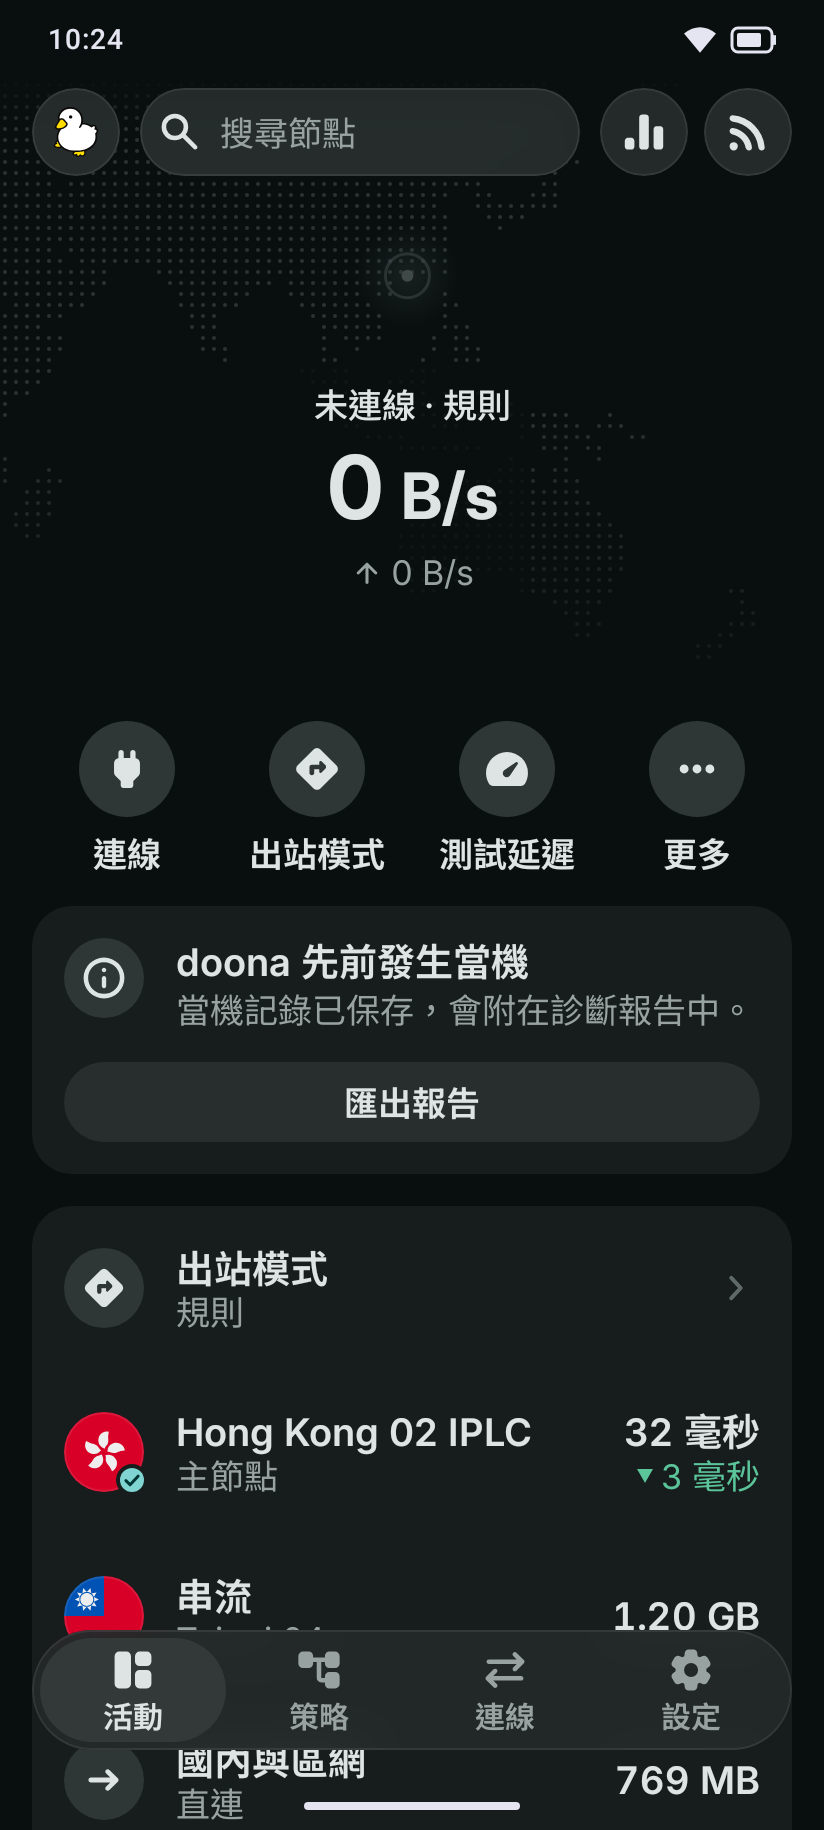 10:24
搜尋節點
未連線 · 規則
0 B/s
↑ 0 B/s
連線
出站模式
測試延遲
更多
doona 先前發生當機
當機記錄已保存，會附在診斷報告中。
匯出報告
出站模式
規則
Hong Kong 02 IPLC
32 毫秒
主節點
▼3 毫秒
串流
1.20 GB
活動
策略
連線
設定
國內與區網
769 MB
直連